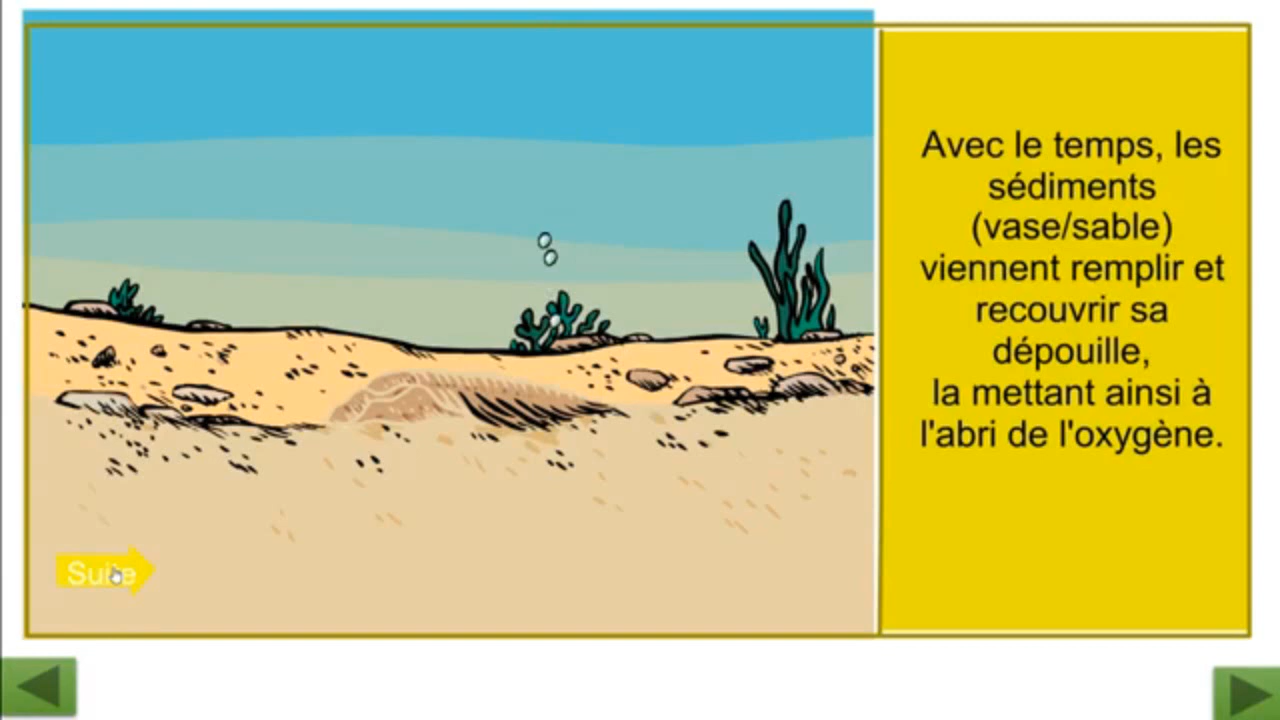 Avec le temps, les
sédiments
(vase/sable)
viennent remplir et
recouvrir sa
dépouille,
la mettant ainsi à
l'abri de l'oxygène.
Suite